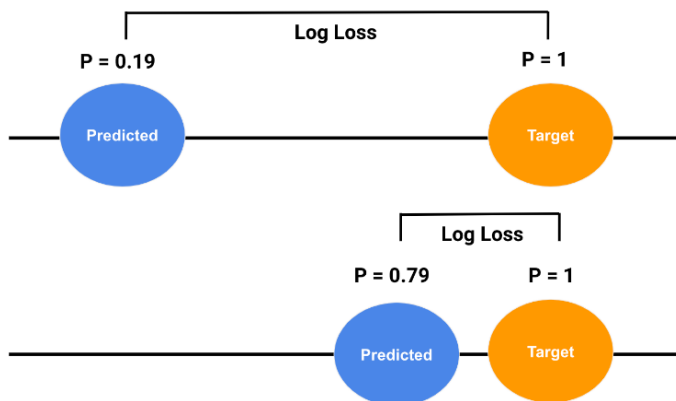 Log Loss
P = 0.19
P = 1
Predicted
Target
Log Loss
P = 0.79
P = 1
Predicted
Target